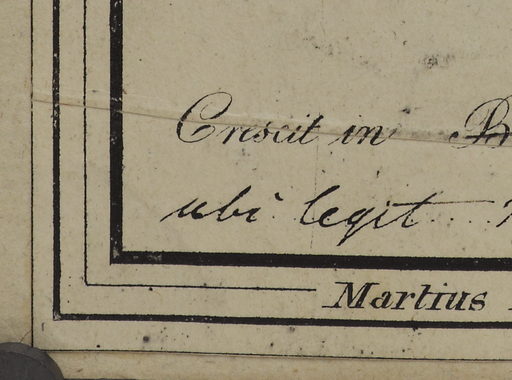 Crescit in
ubi legit
Martius